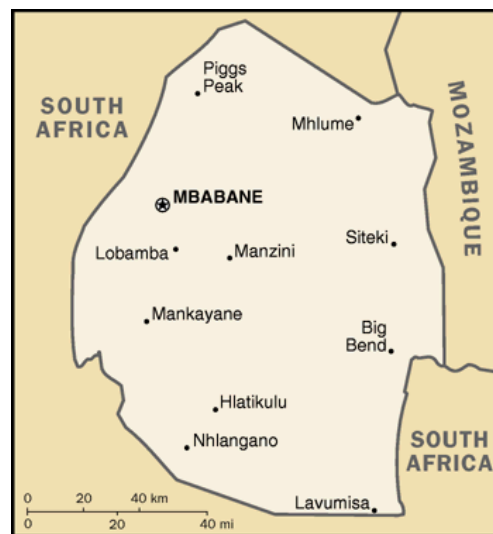 Piggs
Peak
SOUTH
AFRICA
Mhlume
MOZAMBIQUE
MBABANE
Lobamba
Manzini
Siteki
Mankayane
Big
Bend
Hlatikulu
Nhlangano
SOUTH
AFRICA
Lavumisa
0 20 40 km
0 20 40 mi